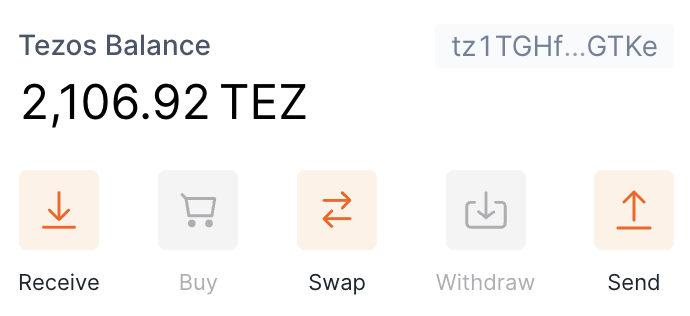 Tezos Balance
tz1TGHf...GTKe
2,106.92 TEZ
Receive
Buy
Swap
Withdraw
Send